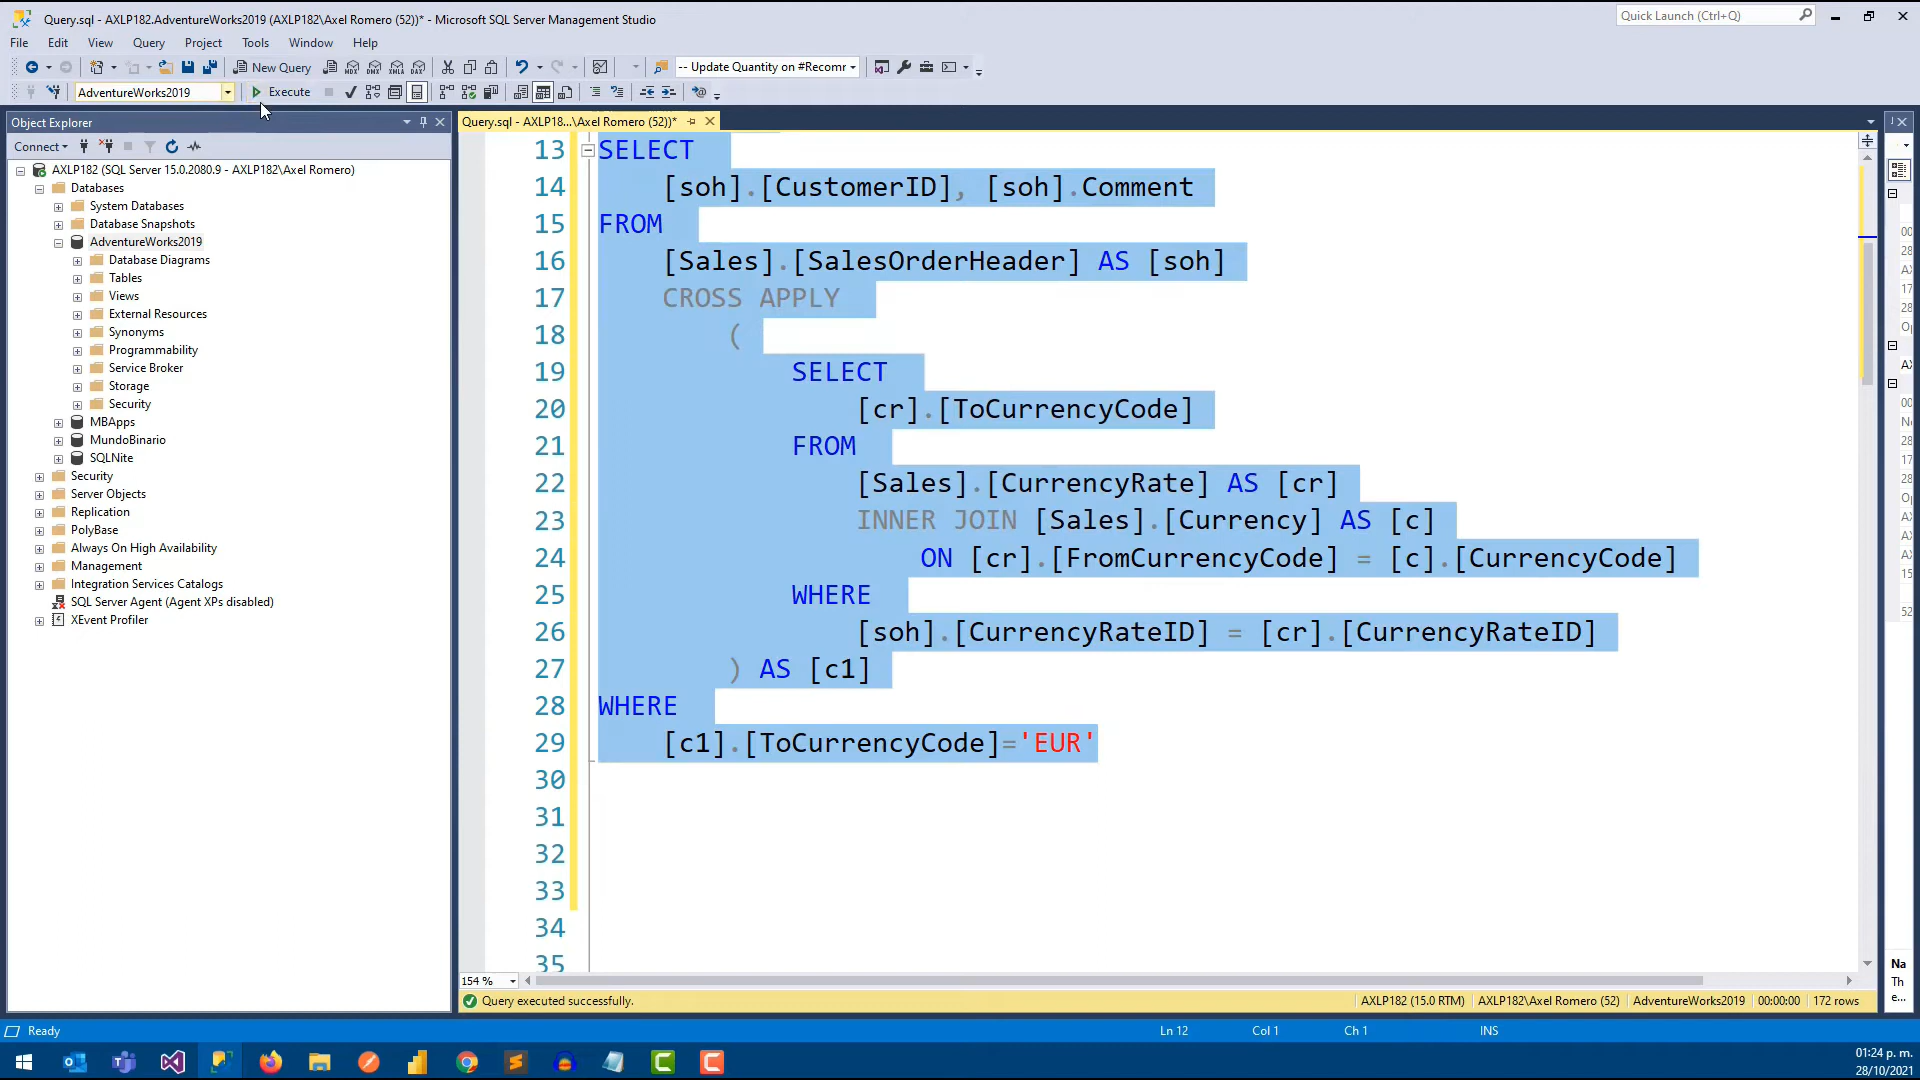 Query.sql - AXLP182.AdventureWorks2019 (AXLP182\Axel Romero (52))* - Microsoft SQL Server Management Studio
Quick Launch (Ctrl+Q)
File Edit View Query Project Tools Window Help
New Query
-- Update Quantity on #Recomr
AdventureWorks2019
Execute
Object Explorer
Connect
AXLP182 (SQL Server 15.0.2080.9 - AXLP182\Axel Romero)
Databases
System Databases
Database Snapshots
AdventureWorks2019
Database Diagrams
Tables
Views
External Resources
Synonyms
Programmability
Service Broker
Storage
Security
MBApps
MundoBinario
SQLNite
Security
Server Objects
Replication
PolyBase
Always On High Availability
Management
Integration Services Catalogs
SQL Server Agent (Agent XPs disabled)
XEvent Profiler
Query.sql - AXLP18...\Axel Romero (52))*
13 SELECT
14 [soh].[CustomerID], [soh].Comment
15 FROM
16 [Sales].[SalesOrderHeader] AS [soh]
17 CROSS APPLY
18 (
19 SELECT
20 [cr].[ToCurrencyCode]
21 FROM
22 [Sales].[CurrencyRate] AS [cr]
23 INNER JOIN [Sales].[Currency] AS [c]
24 ON [cr].[FromCurrencyCode] = [c].[CurrencyCode]
25 WHERE
26 [soh].[CurrencyRateID] = [cr].[CurrencyRateID]
27 ) AS [c1]
28 WHERE
29 [c1].[ToCurrencyCode]='EUR'
30
31
32
33
34
35
154 %
Query executed successfully.
AXLP182 (15.0 RTM) AXLP182\Axel Romero (52) AdventureWorks2019 00:00:00 172 rows
Na
Th
e...
Ready
Ln 12 Col 1 Ch 1 INS
01:24 p. m.
28/10/2021